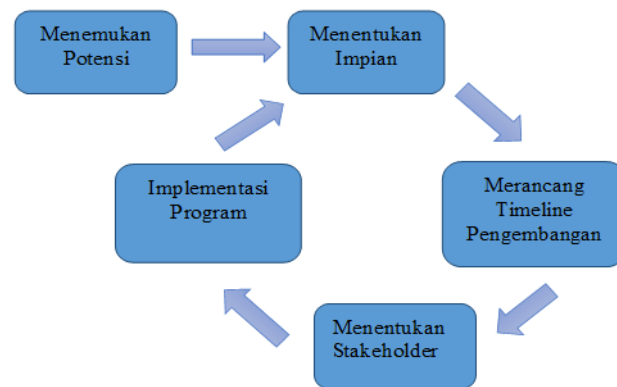 Menemukan
Potensi
Menentukan
Impian
Merancang
Timeline
Pengembangan
Menentukan
Stakeholder
Implementasi
Program